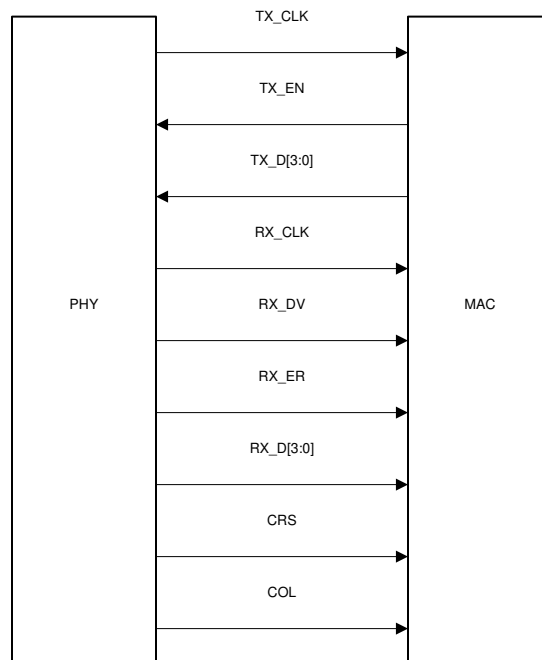 TX_CLK
TX_EN
TX_D[3:0]
RX_CLK
PHY
RX_DV
MAC
RX_ER
RX_D[3:0]
CRS
COL